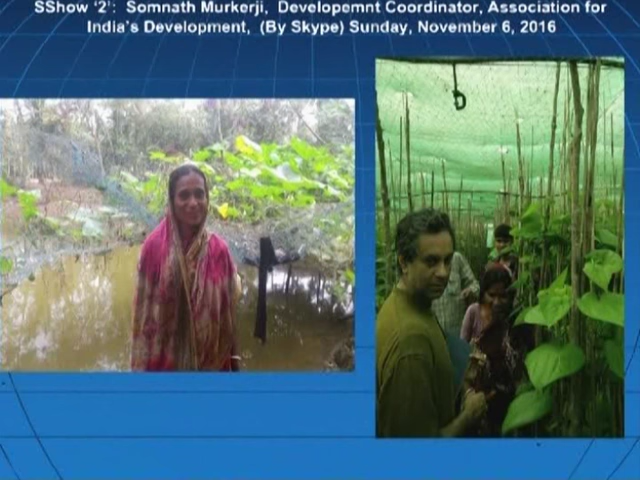 SShow ‘2’: Somnath Murkerji, Developemnt Coordinator, Association for
India's Development, (By Skype) Sunday, November 6, 2016